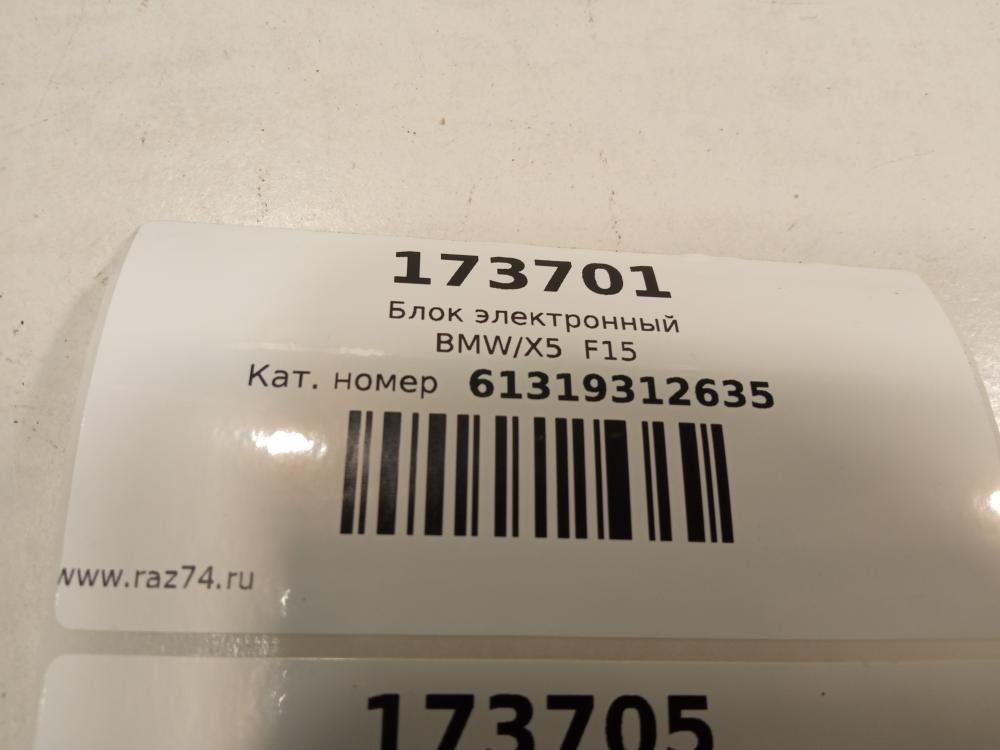 173701
Блок электронный
BMW/X5 F15
Кат. номер 61319312635
www.raz74.ru
173705